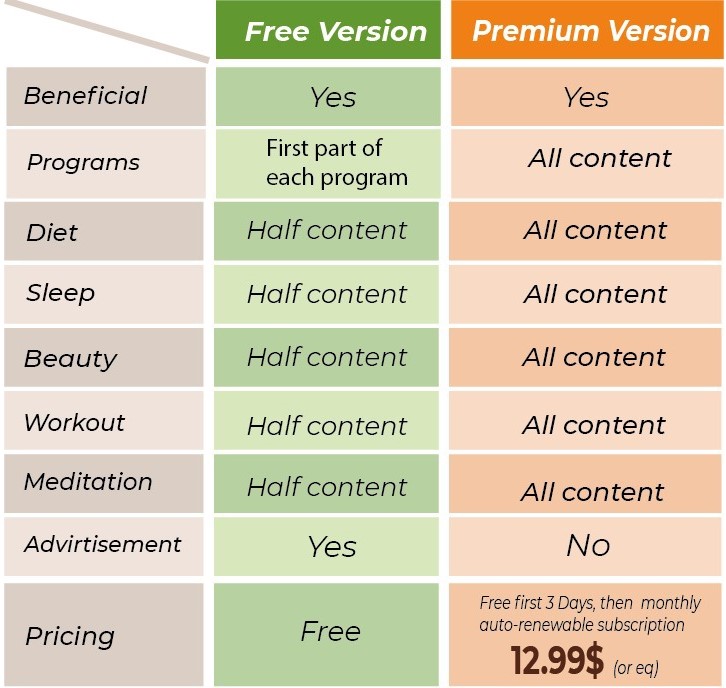 Free Version
Premium Version
Beneficial
Yes
Yes
Programs
First part of
each program
All content
Diet
Half content
All content
Sleep
Half content
All content
Beauty
Half content
All content
Workout
Half content
All content
Meditation
Half content
All content
Advirtisement
Yes
No
Pricing
Free
Free first 3 Days, then monthly
auto-renewable subscription
12.99$ (or eq)